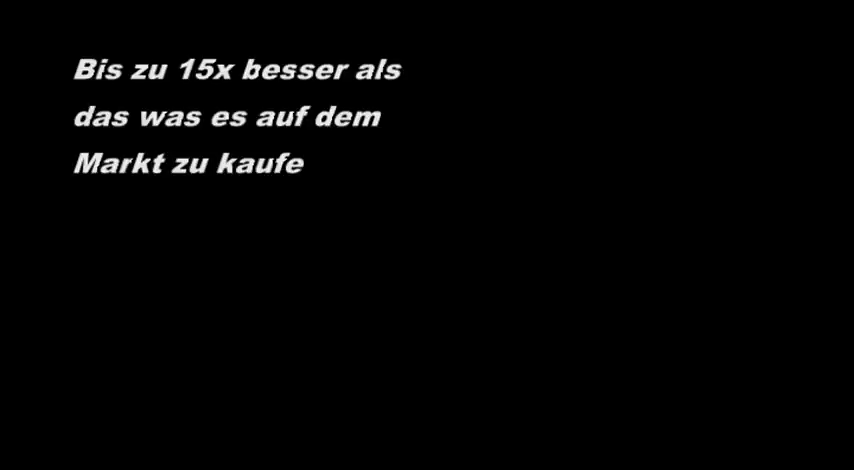 Bis zu 15x besser als
das was es auf dem
Markt zu kaufe